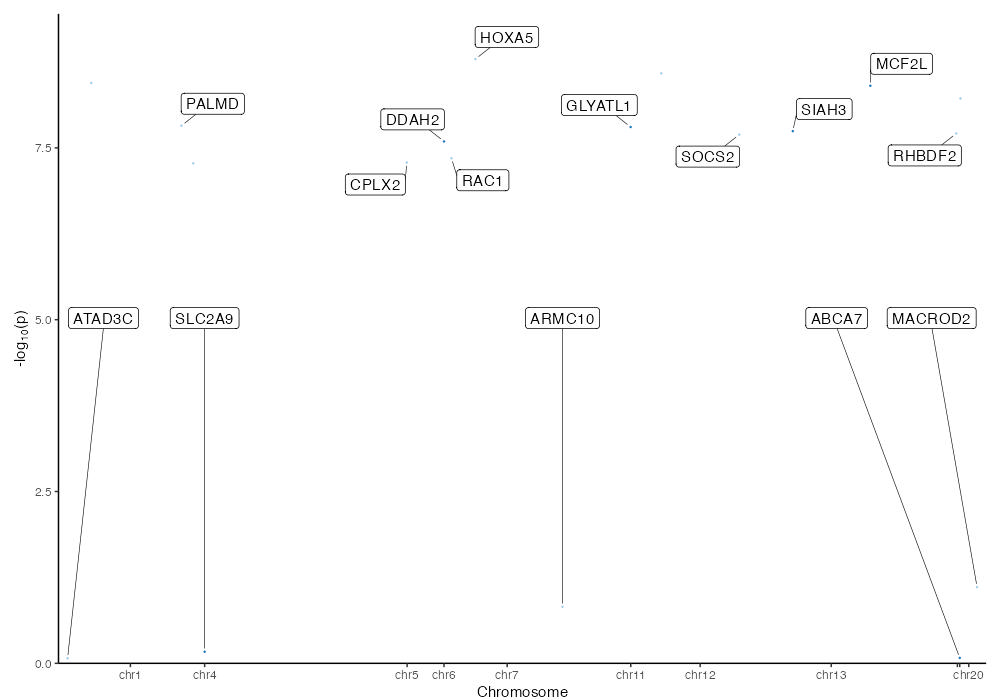 HOXA5
MCF2L
PALMD
GLYATL1
SIAH3
DDAH2
7.5
SOCS2
RHBDF2
CPLX2
RAC1
ATAD3C
SLC2A9
5.0
ARMC10
ABCA7
MACROD2
-log10(p)
2.5
0.0
chr1 chr4 chr5 chr6 chr7 chr11 chr12 chr13 chr20
Chromosome